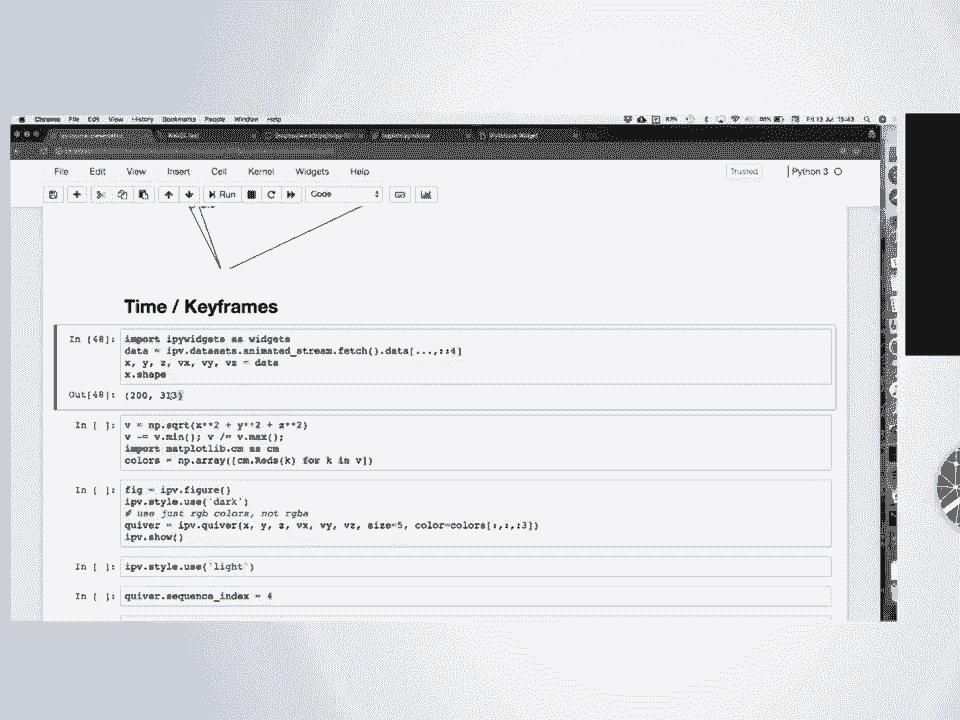 Chrome File Edit View History Bookmarks People Window Help
Fri 13 Jul 15:43
File Edit View Insert Cell Kernel Widgets Help
Trusted
Python 3
Run
Code
Time / Keyframes
In [48]:
import ipywidgets as widgets
data = ipv.datasets.animated_stream.fetch().data[...,::4]
x, y, z, vx, vy, vz = data
x.shape
Out[48]: (200, 313)
In [ ]:
v = np.sqrt(x**2 + y**2 + z**2)
v -= v.min(); v /= v.max();
import matplotlib.cm as cm
colors = np.array([cm.Reds(k) for k in v])
In [ ]:
fig = ipv.figure()
ipv.style.use('dark')
# use just rgb colors, not rgba
quiver = ipv.quiver(x, y, z, vx, vy, vz, size=5, color=colors[:,:,:3])
ipv.show()
In [ ]: ipv.style.use('light')
In [ ]: quiver.sequence_index = 4